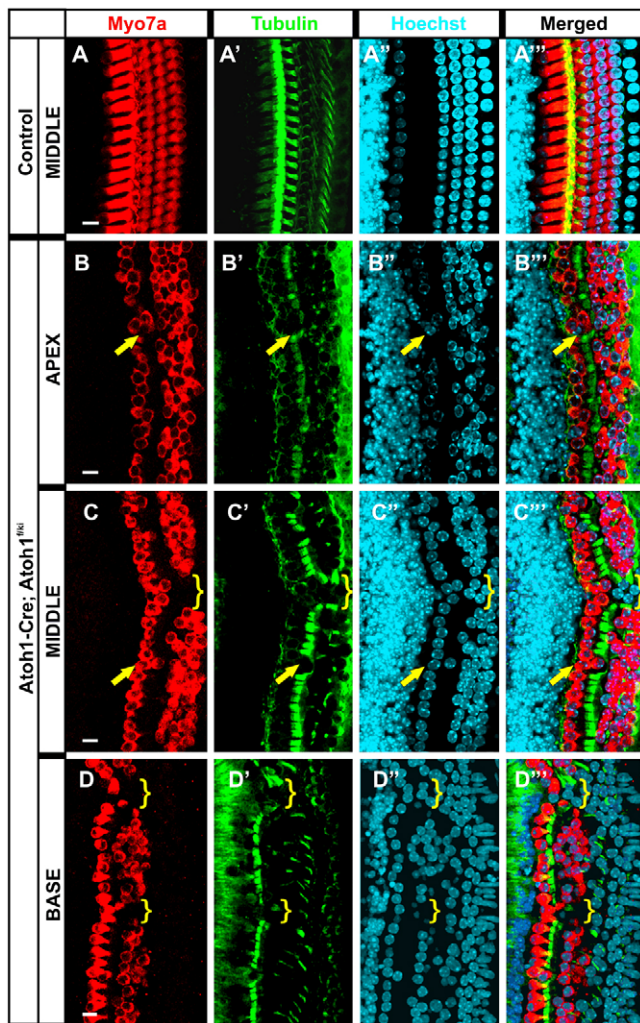 Myo7a Tubulin Hoechst Merged
Control
MIDDLE
A A' A'' A'''
Atoh1-Cre; Atoh1f/ki
APEX
B B' B'' B'''
MIDDLE
C C' C'' C'''
} } }
BASE
D D' D'' D'''
} } }
} } }